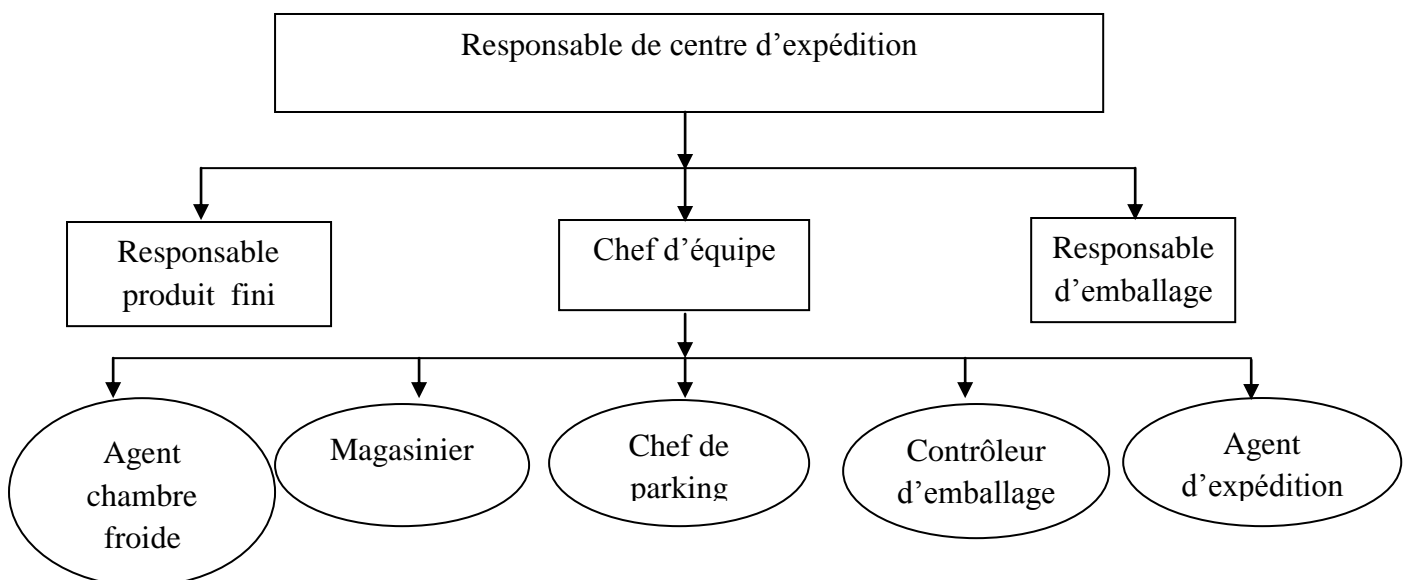 Responsable de centre d’expédition
Responsable
produit fini
Chef d’équipe
Responsable
d’emballage
Agent
chambre
froide
Magasinier
Chef de
parking
Contrôleur
d’emballage
Agent
d’expédition